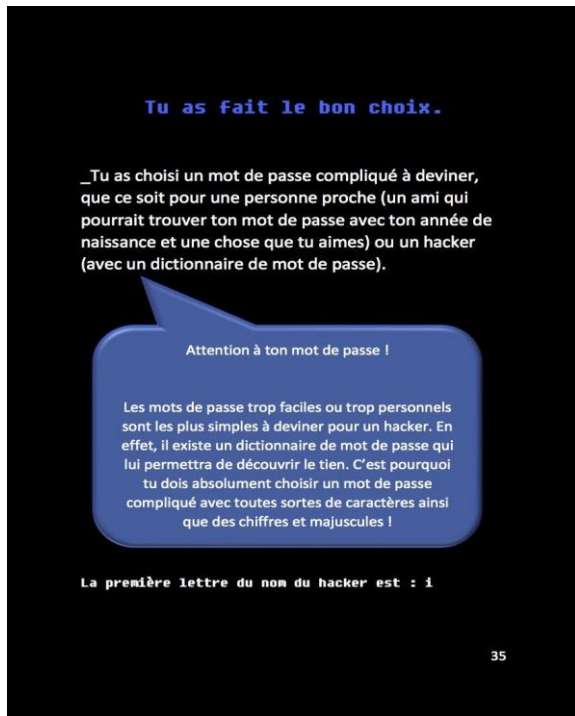 Tu as fait le bon choix.
_Tu as choisi un mot de passe compliqué à deviner,
que ce soit pour une personne proche (un ami qui
pourrait trouver ton mot de passe avec ton année de
naissance et une chose que tu aimes) ou un hacker
(avec un dictionnaire de mot de passe).
Attention à ton mot de passe !
Les mots de passe trop faciles ou trop personnels
sont les plus simples à deviner pour un hacker. En
effet, il existe un dictionnaire de mot de passe qui
lui permettra de découvrir le tien. C’est pourquoi
tu dois absolument choisir un mot de passe
compliqué avec toutes sortes de caractères ainsi
que des chiffres et majuscules !
La première lettre du nom du hacker est : i
35